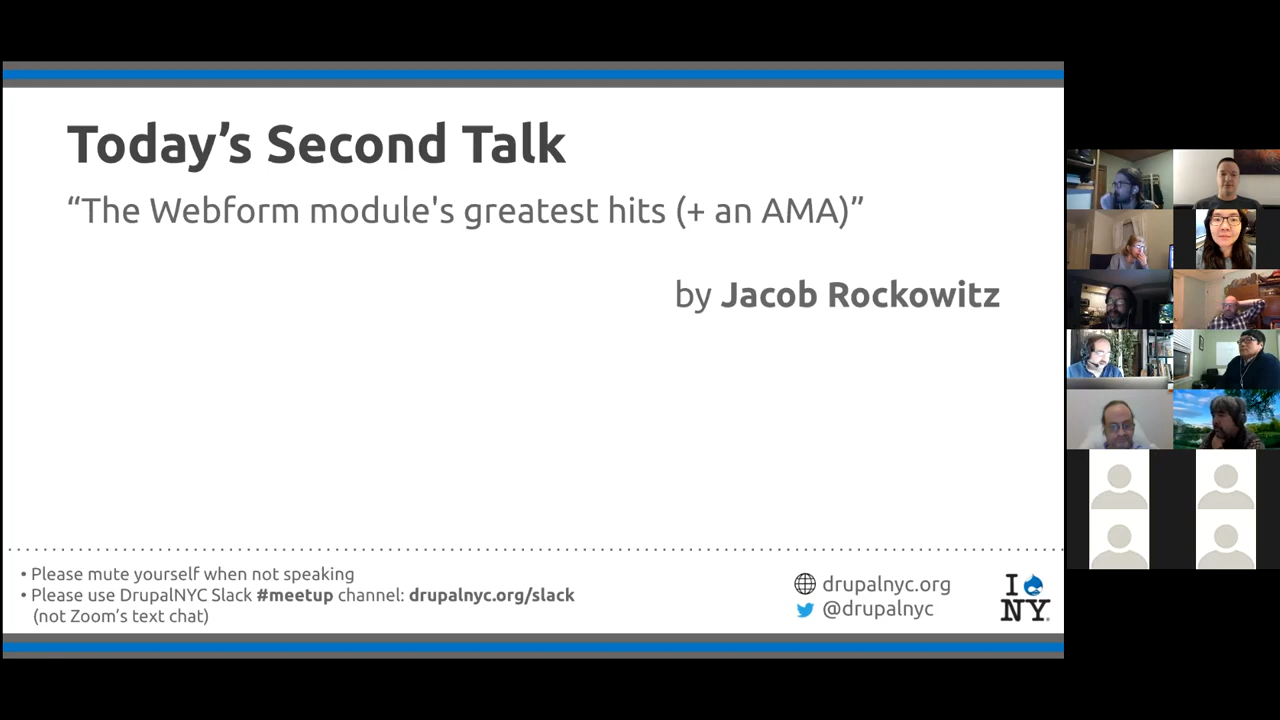 Today’s Second Talk
“The Webform module's greatest hits (+ an AMA)”
by Jacob Rockowitz
• Please mute yourself when not speaking
• Please use DrupalNYC Slack #meetup channel: drupalnyc.org/slack
(not Zoom’s text chat)
drupalnyc.org
@drupalnyc
I
NY.